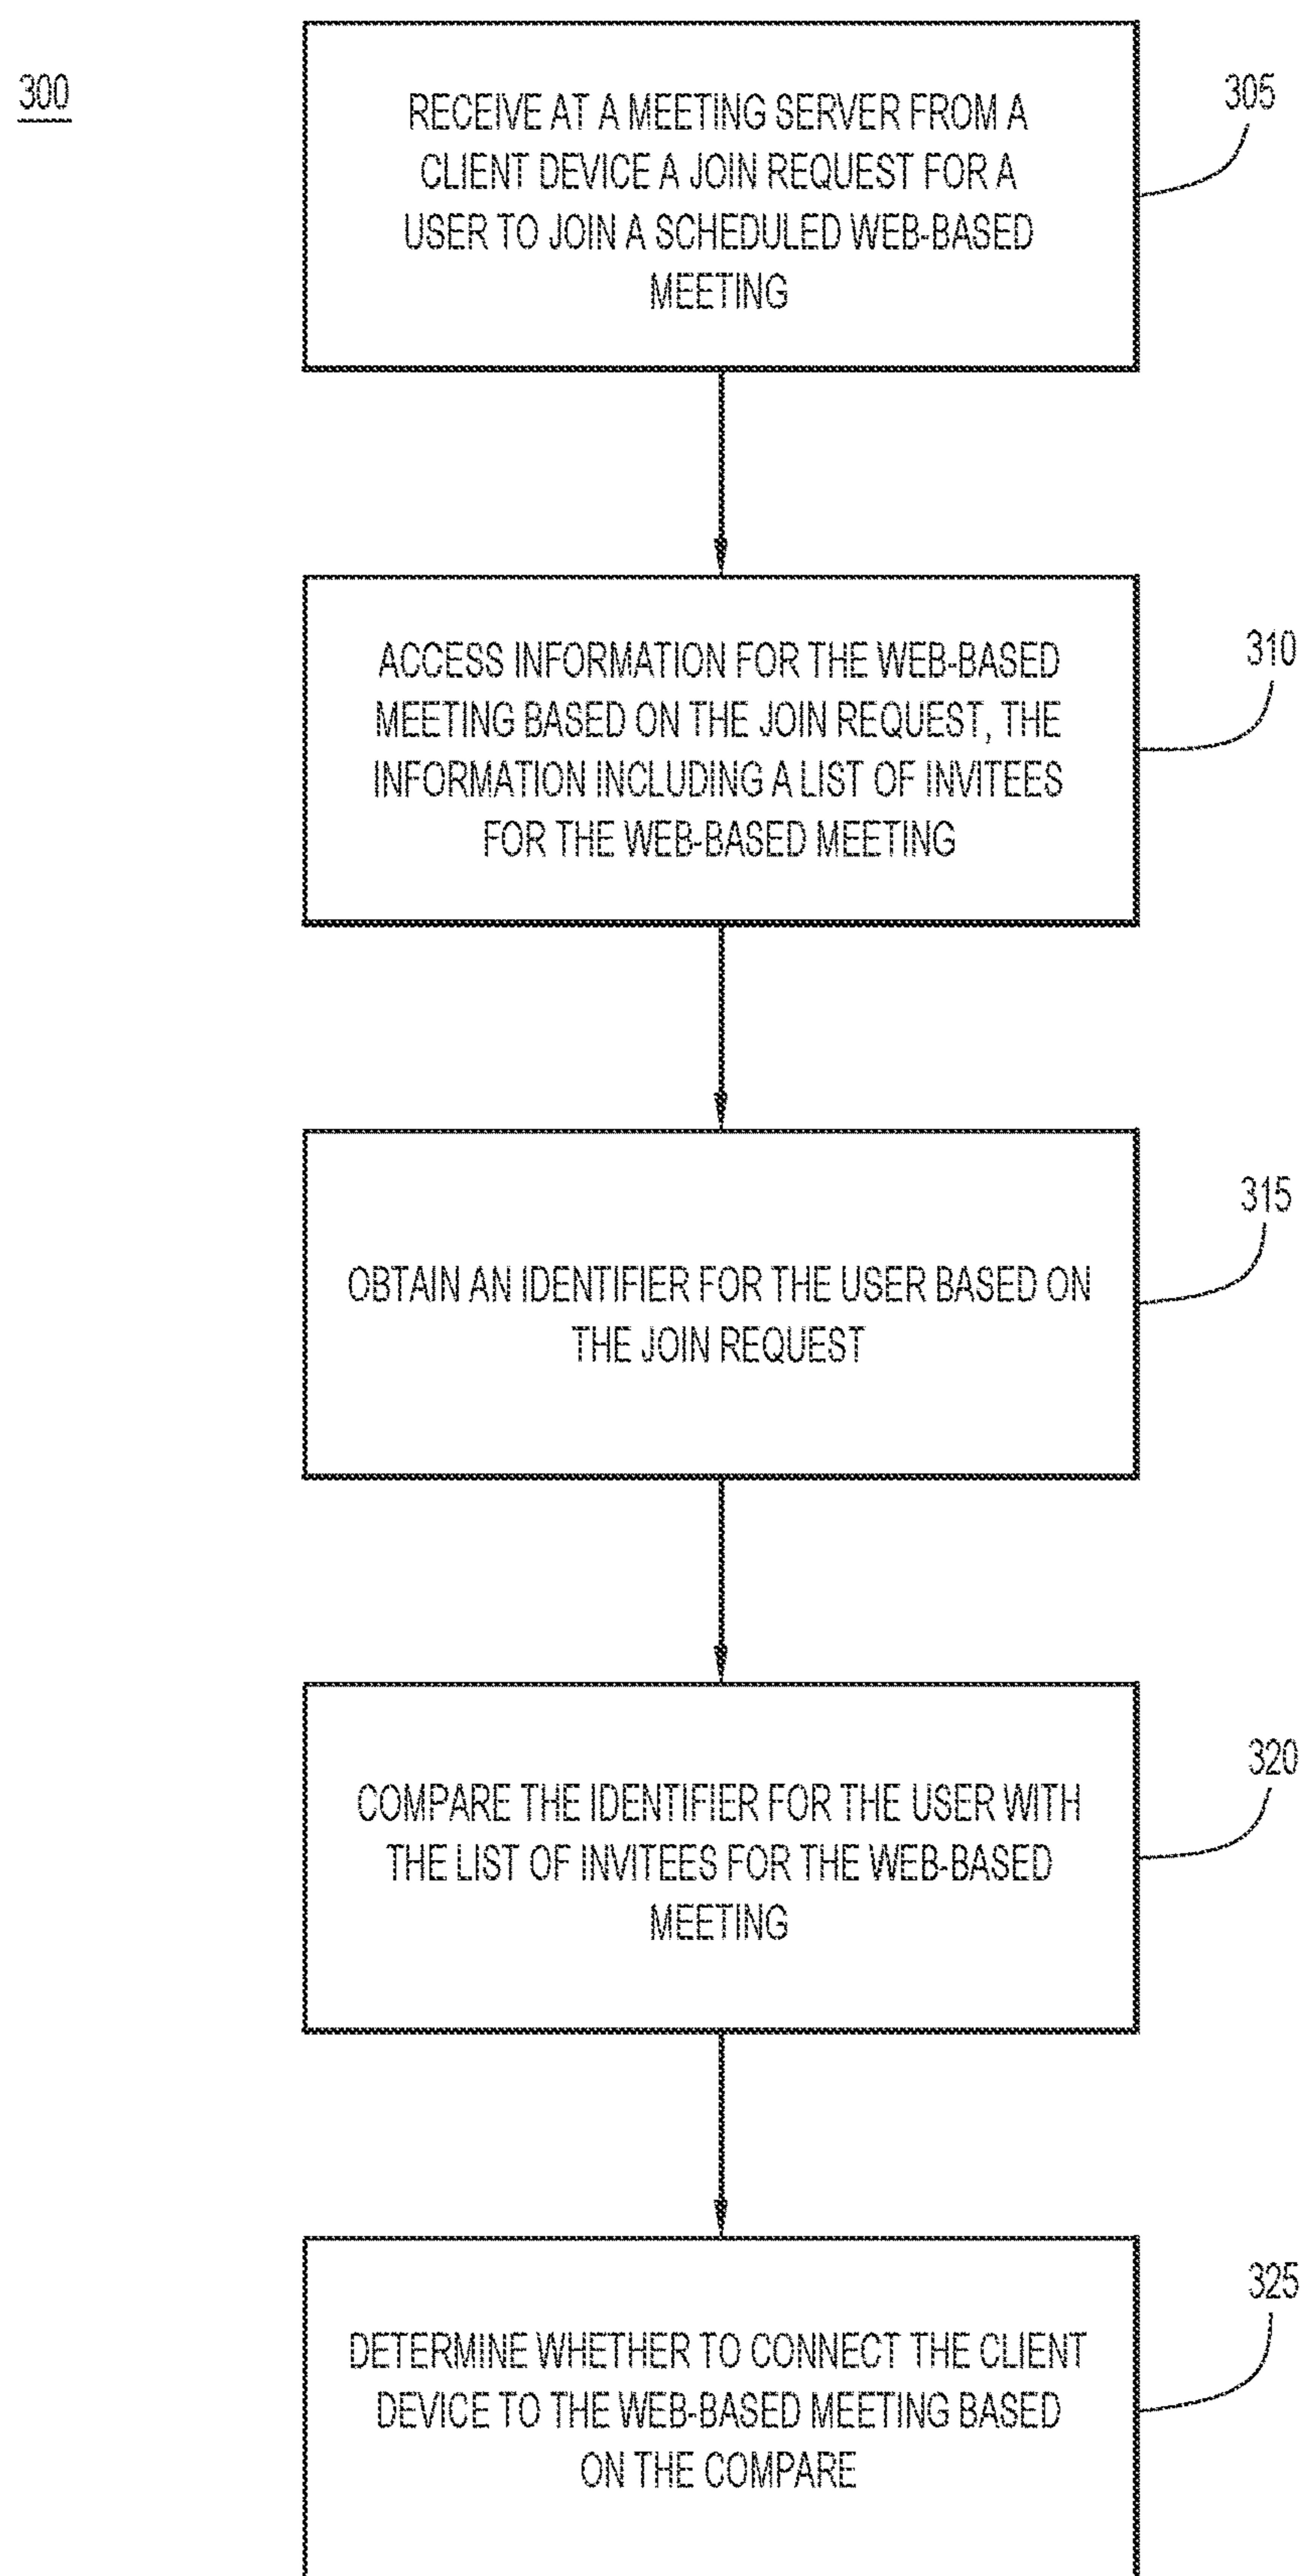 300
RECEIVE AT A MEETING SERVER FROM A
CLIENT DEVICE A JOIN REQUEST FOR A
USER TO JOIN A SCHEDULED WEB-BASED
MEETING
305
ACCESS INFORMATION FOR THE WEB-BASED
MEETING BASED ON THE JOIN REQUEST, THE
INFORMATION INCLUDING A LIST OF INVITEES
FOR THE WEB-BASED MEETING
310
OBTAIN AN IDENTIFIER FOR THE USER BASED ON
THE JOIN REQUEST
315
COMPARE THE IDENTIFIER FOR THE USER WITH
THE LIST OF INVITEES FOR THE WEB-BASED
MEETING
320
DETERMINE WHETHER TO CONNECT THE CLIENT
DEVICE TO THE WEB-BASED MEETING BASED
ON THE COMPARE
325